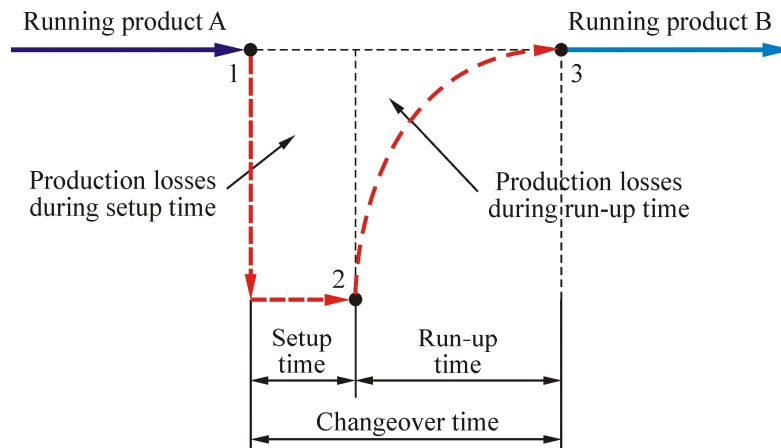 Running product A
Running product B
1
3
Production losses
during setup time
Production losses
during run-up time
2
Setup
time
Run-up
time
Changeover time